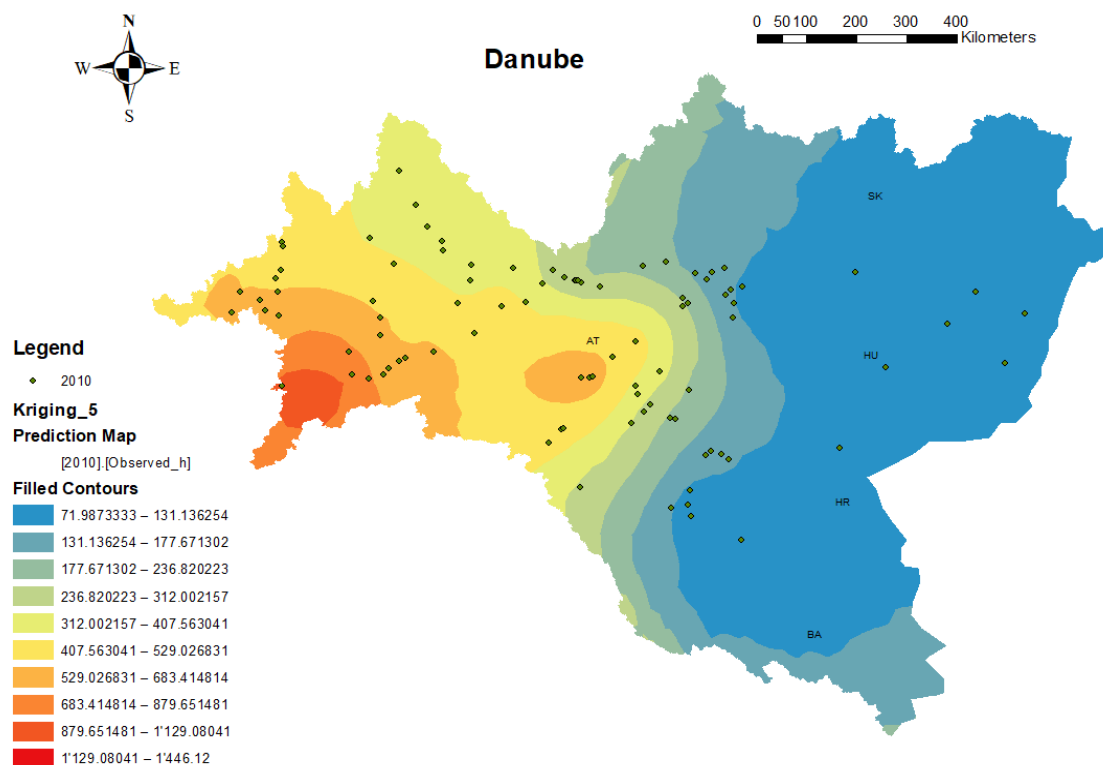 N
W E
S
Danube
0 50 100 200 300 400
Kilometers
SK
AT
HU
HR
BA
Legend
2010
Kriging_5
Prediction Map
[2010].[Observed_h]
Filled Contours
71.9873333 – 131.136254
131.136254 – 177.671302
177.671302 – 236.820223
236.820223 – 312.002157
312.002157 – 407.563041
407.563041 – 529.026831
529.026831 – 683.414814
683.414814 – 879.651481
879.651481 – 1'129.08041
1'129.08041 – 1'446.12